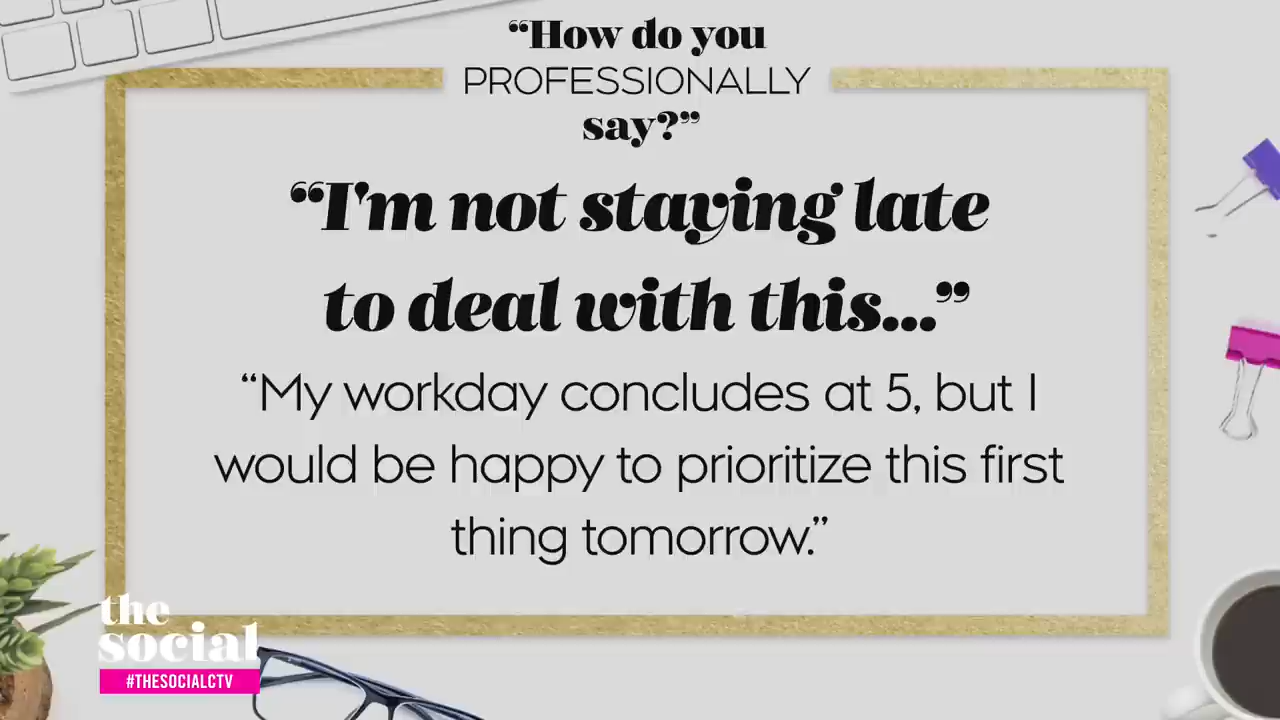 “How do you
PROFESSIONALLY
say?”
“I'm not staying late
to deal with this...”
“My workday concludes at 5, but I
would be happy to prioritize this first
thing tomorrow.”
the
social
#THESOCIALCTV